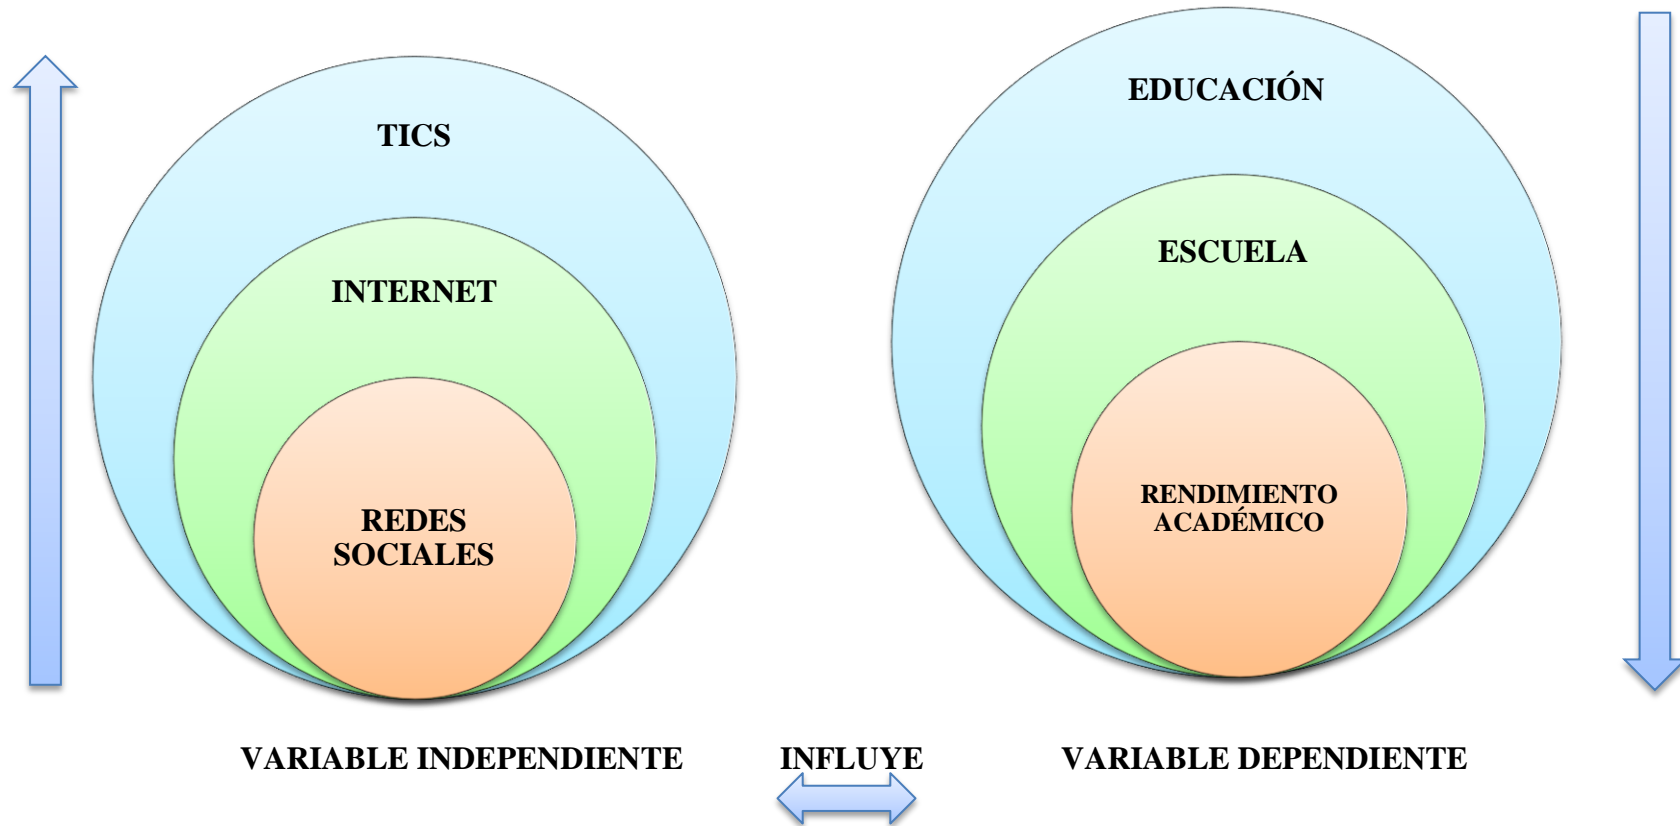 TICS
INTERNET
REDES
SOCIALES
EDUCACIÓN
ESCUELA
RENDIMIENTO
ACADÉMICO
VARIABLE INDEPENDIENTE
INFLUYE
VARIABLE DEPENDIENTE